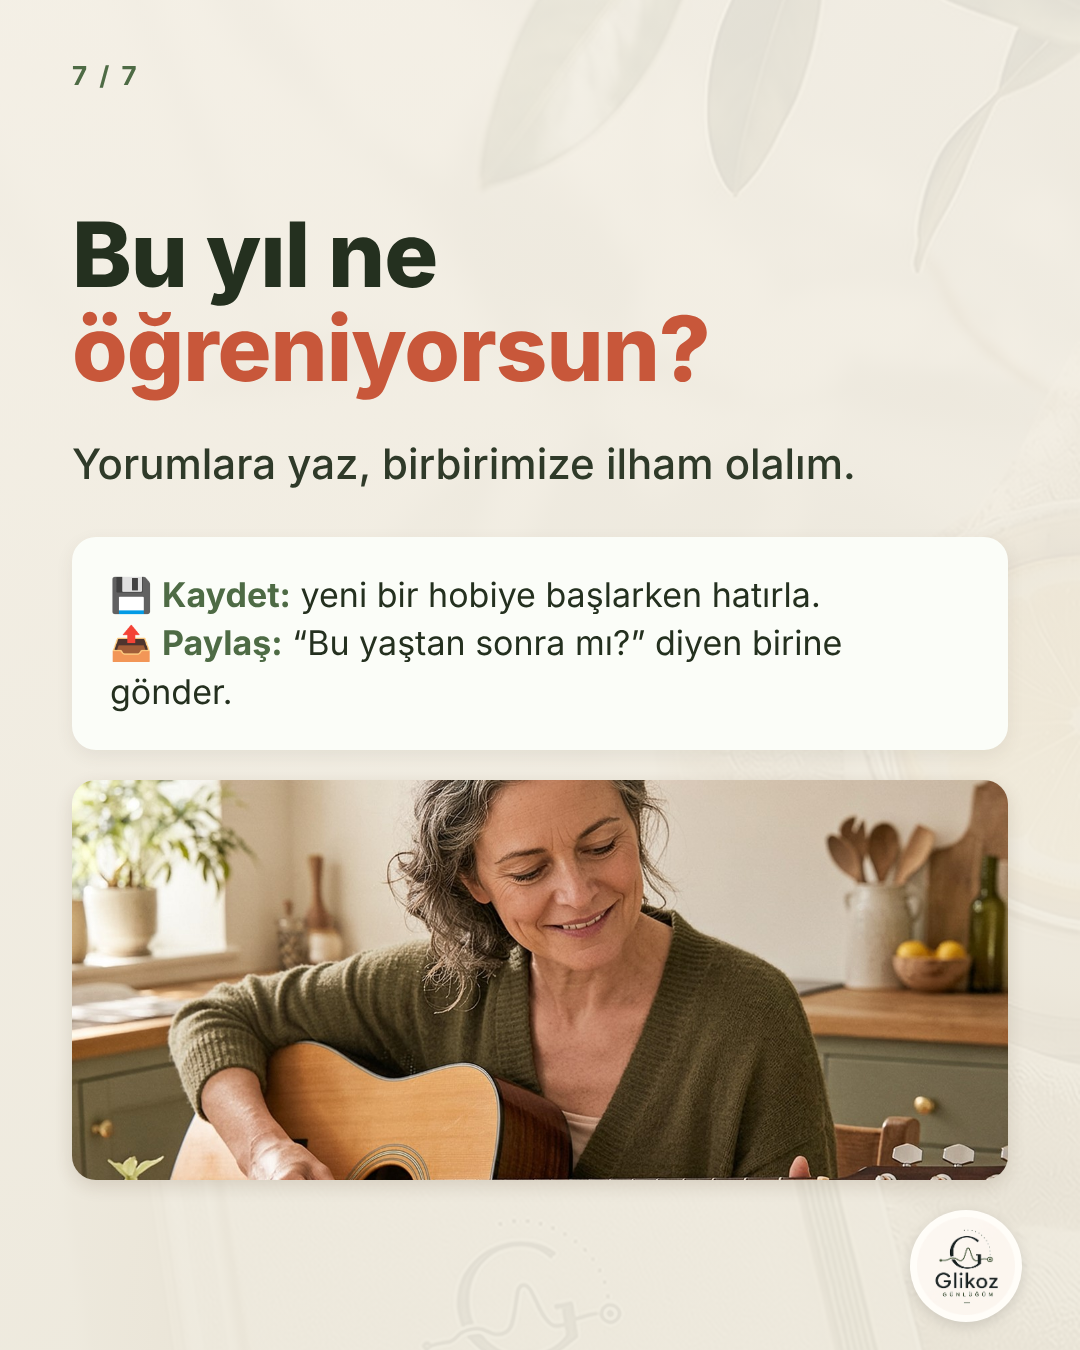 7 / 7
Bu yıl ne
öğreniyorsun?
Yorumlara yaz, birbirimize ilham olalım.
💾 Kaydet: yeni bir hobiye başlarken hatırla.
📤 Paylaş: “Bu yaştan sonra mı?” diyen birine
gönder.
Glikoz
GÜNLÜĞÜM